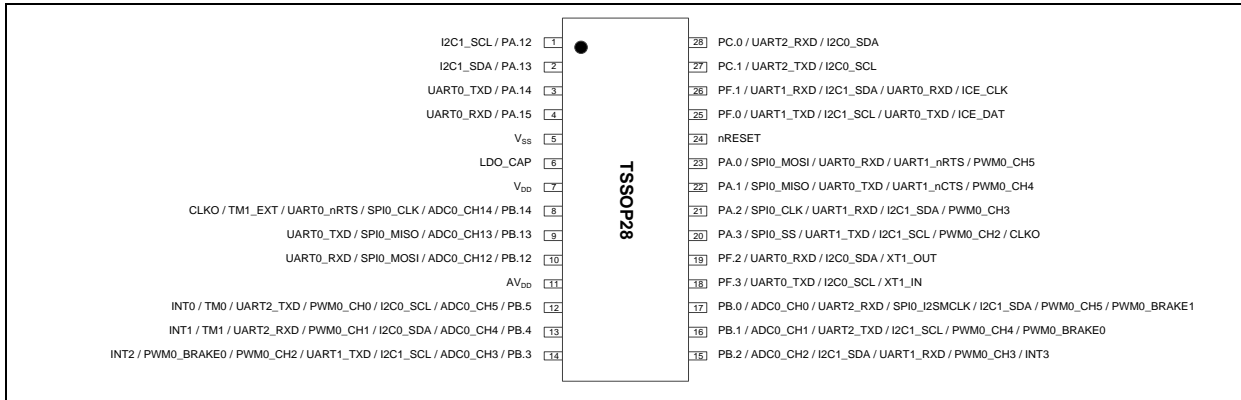 I2C1_SCL / PA.12 1
I2C1_SDA / PA.13 2
UART0_TXD / PA.14 3
UART0_RXD / PA.15 4
VSS 5
LDO_CAP 6
VDD 7
CLKO / TM1_EXT / UART0_nRTS / SPI0_CLK / ADC0_CH14 / PB.14 8
UART0_TXD / SPI0_MISO / ADC0_CH13 / PB.13 9
UART0_RXD / SPI0_MOSI / ADC0_CH12 / PB.12 10
AVDD 11
INT0 / TM0 / UART2_TXD / PWM0_CH0 / I2C0_SCL / ADC0_CH5 / PB.5 12
INT1 / TM1 / UART2_RXD / PWM0_CH1 / I2C0_SDA / ADC0_CH4 / PB.4 13
INT2 / PWM0_BRAKE0 / PWM0_CH2 / UART1_TXD / I2C1_SCL / ADC0_CH3 / PB.3 14
TSSOP28
28 PC.0 / UART2_RXD / I2C0_SDA
27 PC.1 / UART2_TXD / I2C0_SCL
26 PF.1 / UART1_RXD / I2C1_SDA / UART0_RXD / ICE_CLK
25 PF.0 / UART1_TXD / I2C1_SCL / UART0_TXD / ICE_DAT
24 nRESET
23 PA.0 / SPI0_MOSI / UART0_RXD / UART1_nRTS / PWM0_CH5
22 PA.1 / SPI0_MISO / UART0_TXD / UART1_nCTS / PWM0_CH4
21 PA.2 / SPI0_CLK / UART1_RXD / I2C1_SDA / PWM0_CH3
20 PA.3 / SPI0_SS / UART1_TXD / I2C1_SCL / PWM0_CH2 / CLKO
19 PF.2 / UART0_RXD / I2C0_SDA / XT1_OUT
18 PF.3 / UART0_TXD / I2C0_SCL / XT1_IN
17 PB.0 / ADC0_CH0 / UART2_RXD / SPI0_I2SMCLK / I2C1_SDA / PWM0_CH5 / PWM0_BRAKE1
16 PB.1 / ADC0_CH1 / UART2_TXD / I2C1_SCL / PWM0_CH4 / PWM0_BRAKE0
15 PB.2 / ADC0_CH2 / I2C1_SDA / UART1_RXD / PWM0_CH3 / INT3